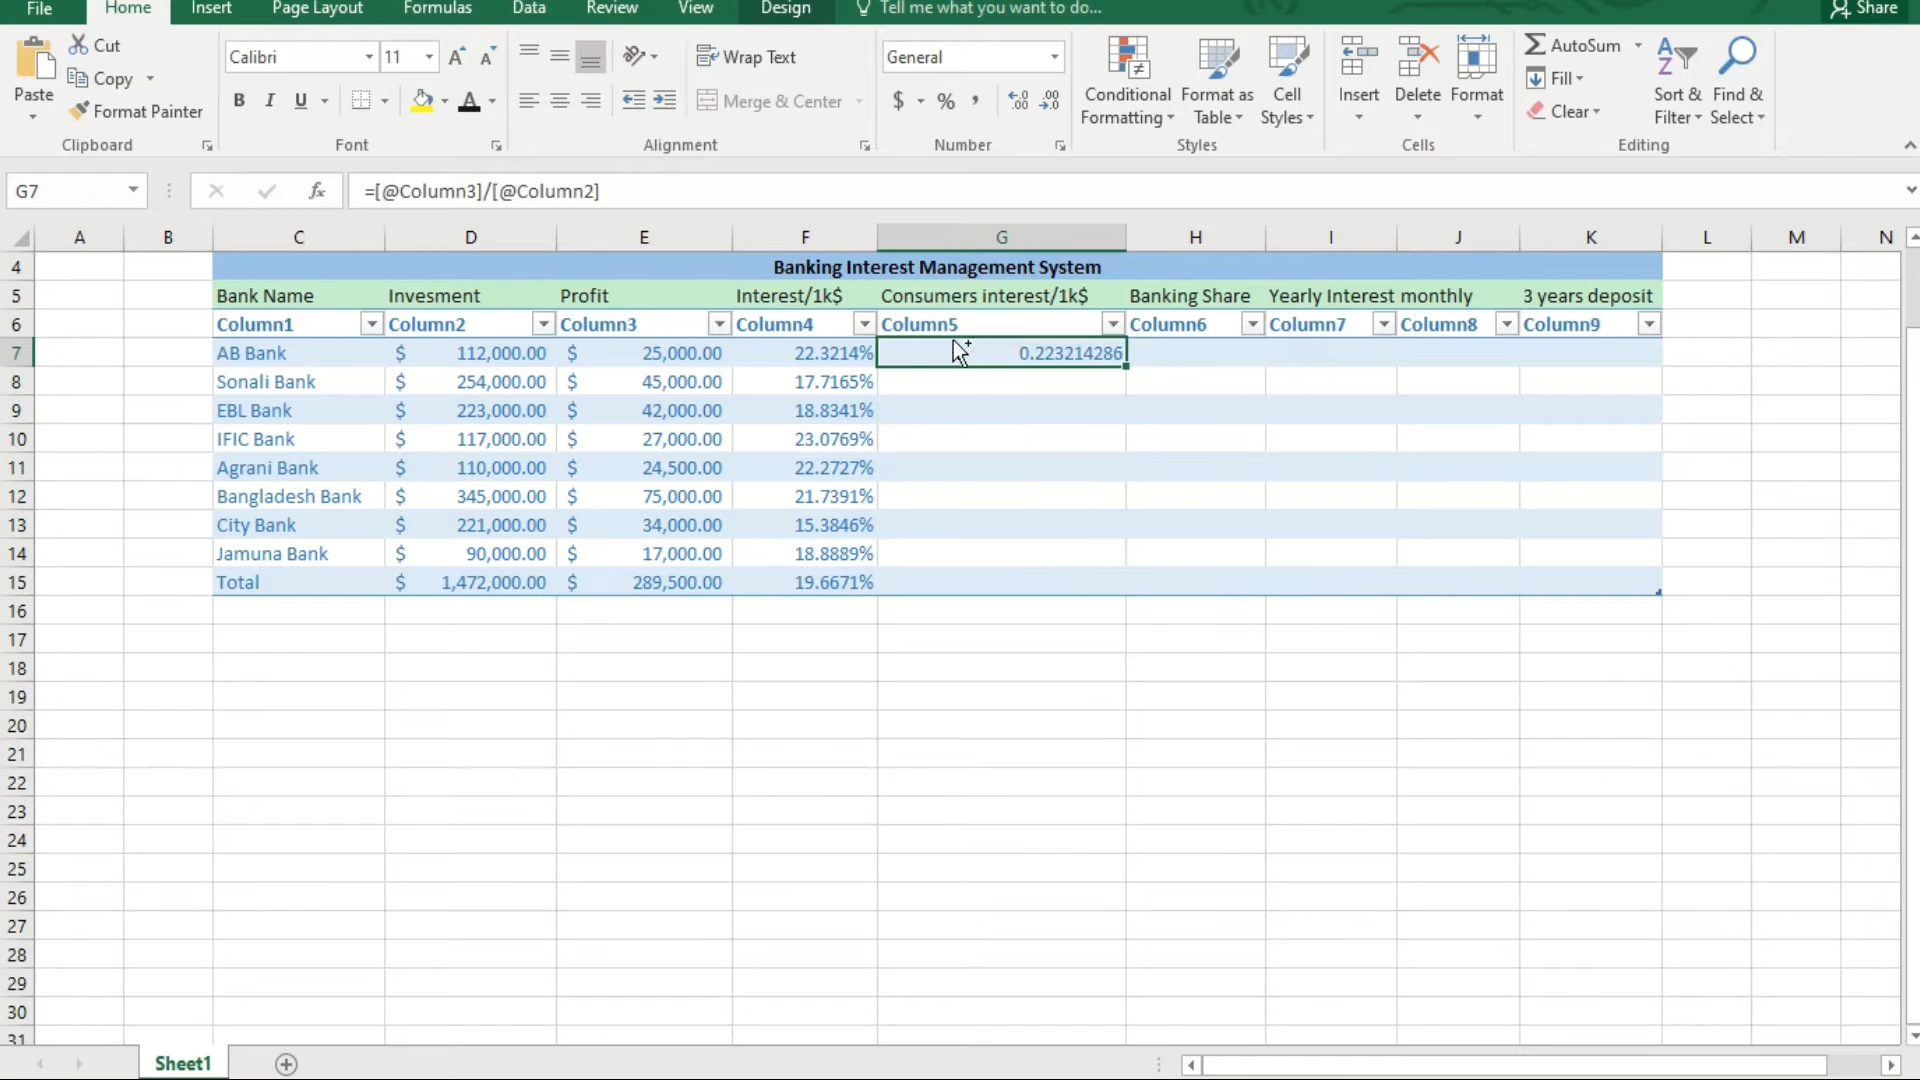 File Home Insert Page Layout Formulas Data Review View Design Tell me what you want to do... Share
Cut Calibri 11 Wrap Text General AutoSum
Copy Fill
Paste Format Painter B I U Merge & Center $ % , Conditional Formatting Format as Table Cell Styles Insert Delete Format Clear Sort & Filter Find & Select
Clipboard Font Alignment Number Styles Cells Editing
G7 fx =[@Column3]/[@Column2]
A B C D E F G H I J K L M N
4 Banking Interest Management System
5 Bank Name Invesment Profit Interest/1k$ Consumers interest/1k$ Banking Share Yearly Interest monthly 3 years deposit
6 Column1 Column2 Column3 Column4 Column5 Column6 Column7 Column8 Column9
7 AB Bank $ 112,000.00 $ 25,000.00 22.3214% 0.223214286
8 Sonali Bank $ 254,000.00 $ 45,000.00 17.7165%
9 EBL Bank $ 223,000.00 $ 42,000.00 18.8341%
10 IFIC Bank $ 117,000.00 $ 27,000.00 23.0769%
11 Agrani Bank $ 110,000.00 $ 24,500.00 22.2727%
12 Bangladesh Bank $ 345,000.00 $ 75,000.00 21.7391%
13 City Bank $ 221,000.00 $ 34,000.00 15.3846%
14 Jamuna Bank $ 90,000.00 $ 17,000.00 18.8889%
15 Total $ 1,472,000.00 $ 289,500.00 19.6671%
16
17
18
19
20
21
22
23
24
25
26
27
28
29
30
31
Sheet1